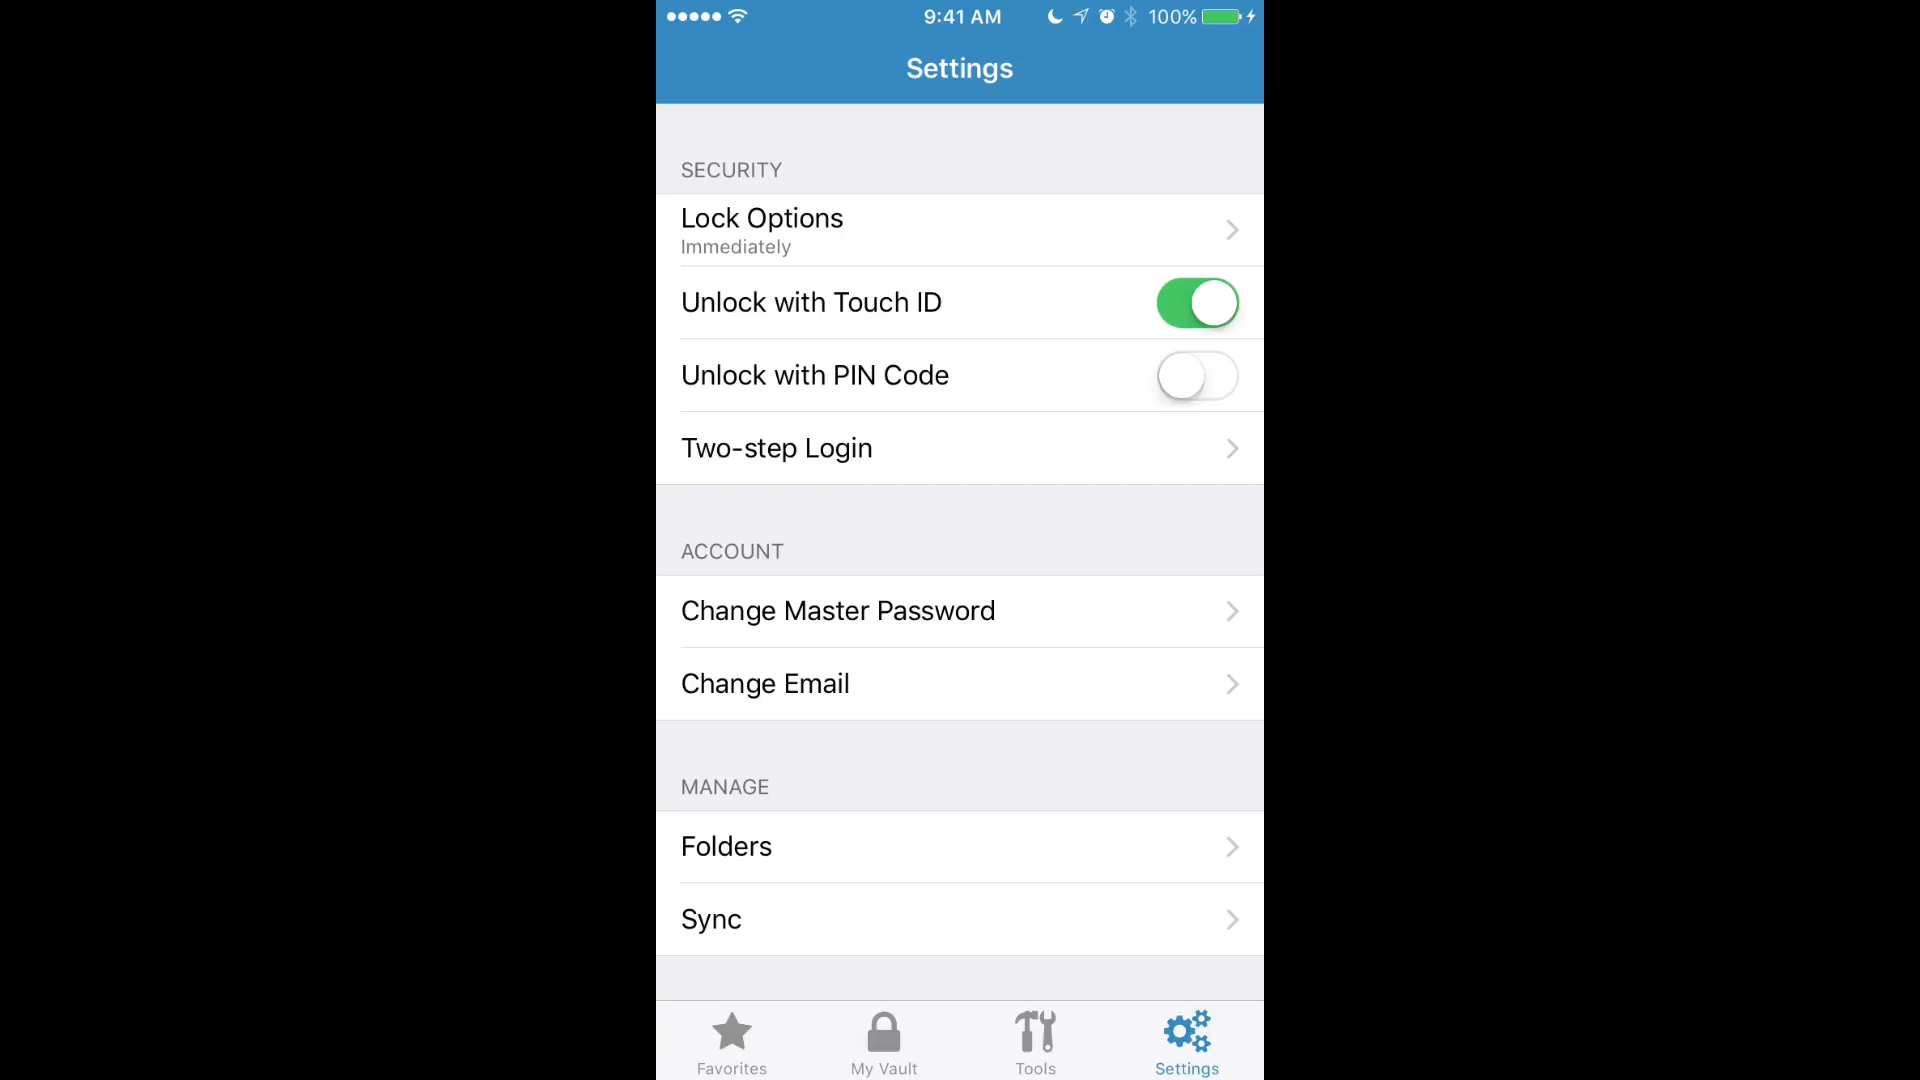 9:41 AM
100%
Settings
SECURITY
Lock Options
Immediately
Unlock with Touch ID
Unlock with PIN Code
Two-step Login
ACCOUNT
Change Master Password
Change Email
MANAGE
Folders
Sync
Favorites
My Vault
Tools
Settings